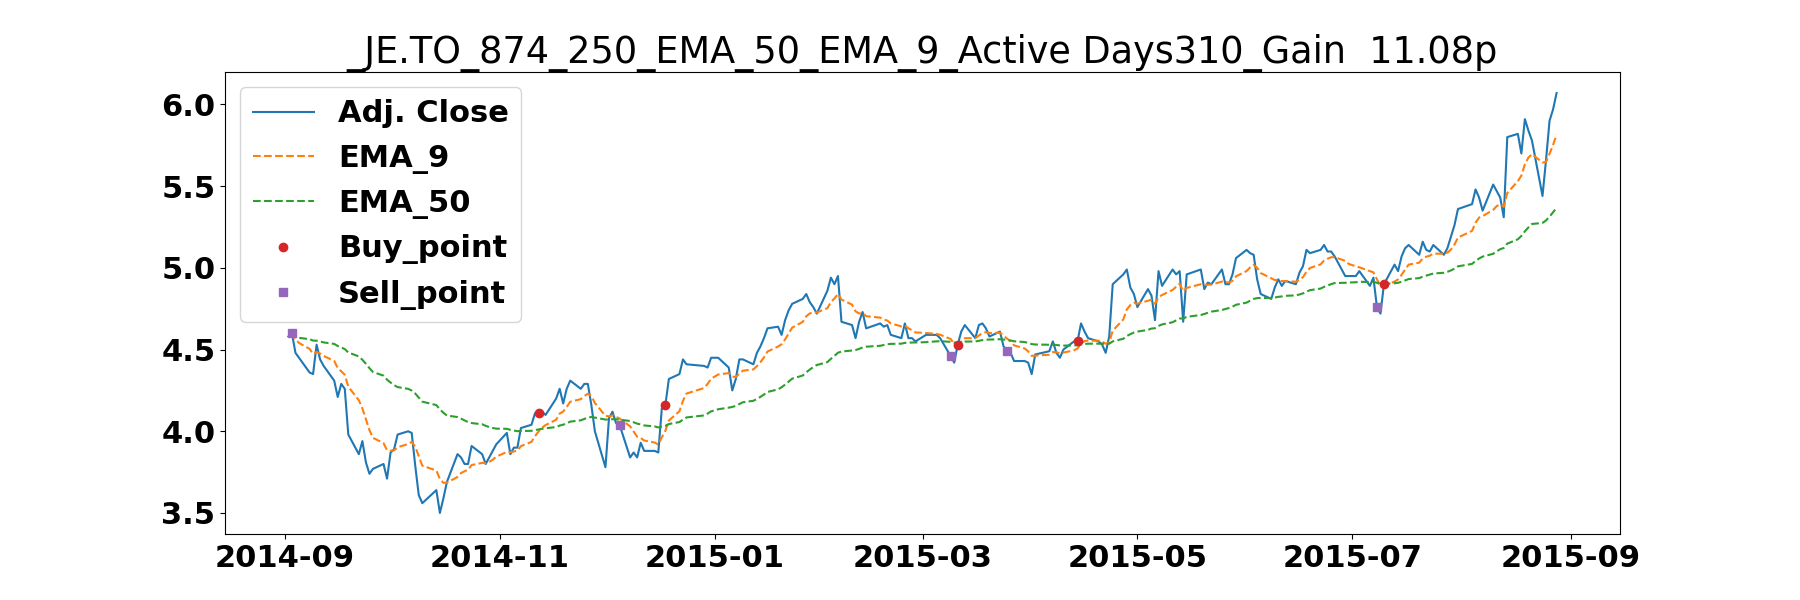 _JE.TO_874_250_EMA_50_EMA_9_Active Days310_Gain  11.08p
Adj. Close
EMA_9
EMA_50
Buy_point
Sell_point
6.0
5.5
5.0
4.5
4.0
3.5
2014-09 2014-11 2015-01 2015-03 2015-05 2015-07 2015-09